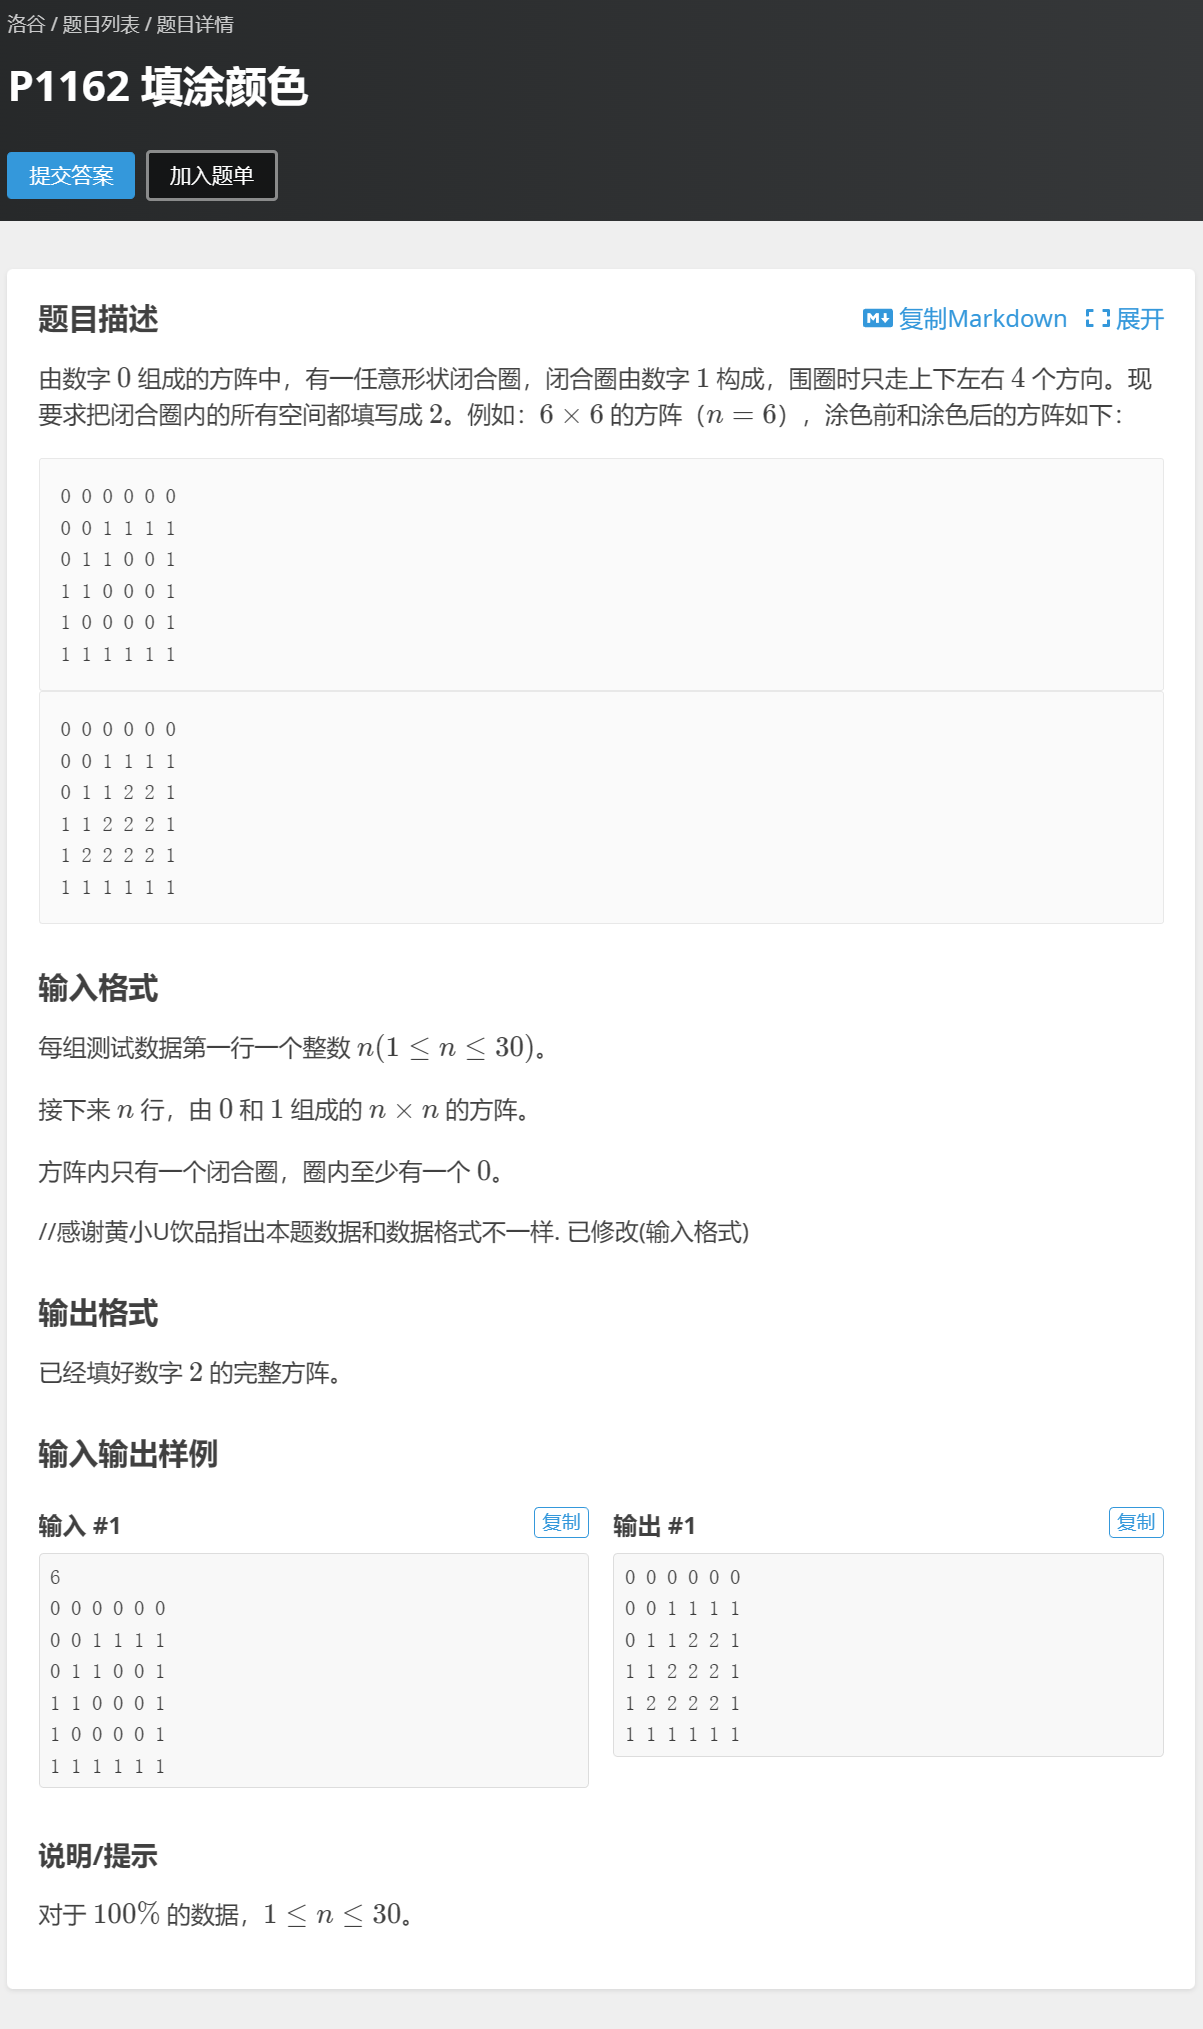 洛谷 / 题目列表 / 题目详情
P1162 填涂颜色
提交答案 加入题单
题目描述 复制Markdown 展开
由数字 0 组成的方阵中，有一任意形状闭合圈，闭合圈由数字 1 构成，围圈时只走上下左右 4 个方向。现
要求把闭合圈内的所有空间都填写成 2。例如：6 × 6 的方阵（n = 6），涂色前和涂色后的方阵如下：
0 0 0 0 0 0
0 0 1 1 1 1
0 1 1 0 0 1
1 1 0 0 0 1
1 0 0 0 0 1
1 1 1 1 1 1
0 0 0 0 0 0
0 0 1 1 1 1
0 1 1 2 2 1
1 1 2 2 2 1
1 2 2 2 2 1
1 1 1 1 1 1
输入格式
每组测试数据第一行一个整数 n(1 ≤ n ≤ 30)。
接下来 n 行，由 0 和 1 组成的 n × n 的方阵。
方阵内只有一个闭合圈，圈内至少有一个 0。
//感谢黄小U饮品指出本题数据和数据格式不一样. 已修改(输入格式)
输出格式
已经填好数字 2 的完整方阵。
输入输出样例
输入 #1 复制
6
0 0 0 0 0 0
0 0 1 1 1 1
0 1 1 0 0 1
1 1 0 0 0 1
1 0 0 0 0 1
1 1 1 1 1 1
输出 #1 复制
0 0 0 0 0 0
0 0 1 1 1 1
0 1 1 2 2 1
1 1 2 2 2 1
1 2 2 2 2 1
1 1 1 1 1 1
说明/提示
对于 100% 的数据，1 ≤ n ≤ 30。